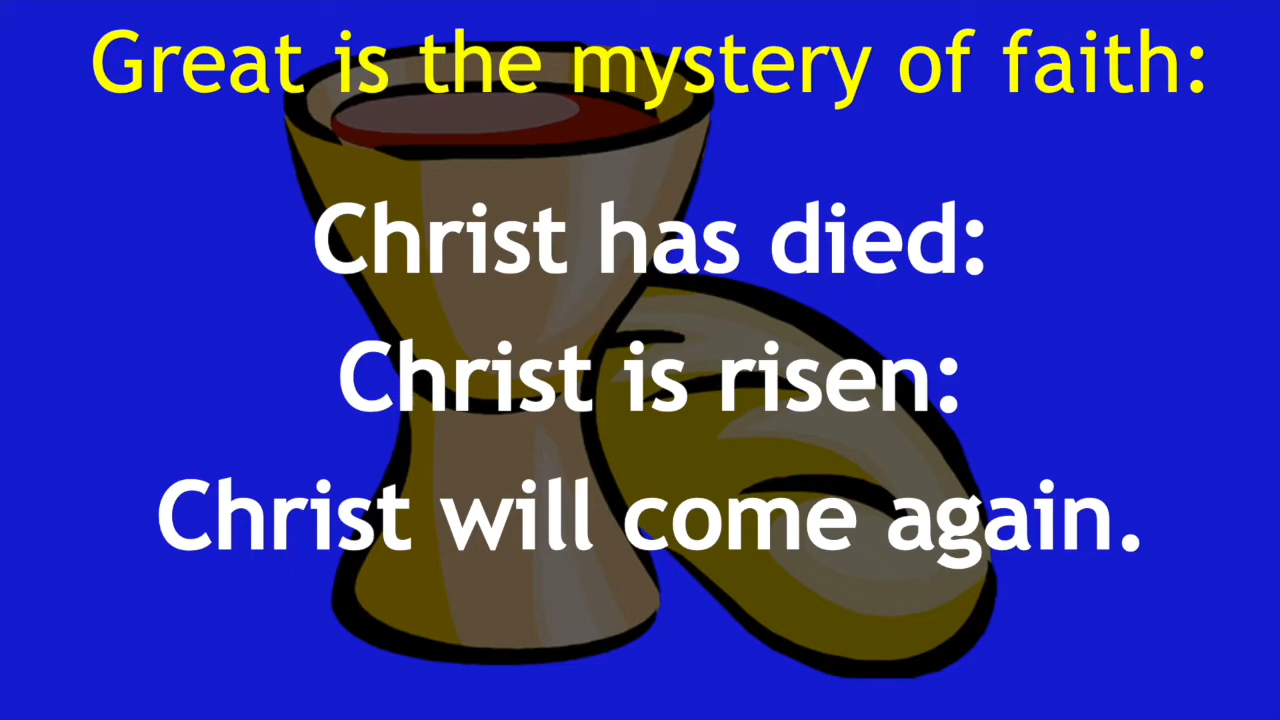 Great is the mystery of faith:
Christ has died:
Christ is risen:
Christ will come again.